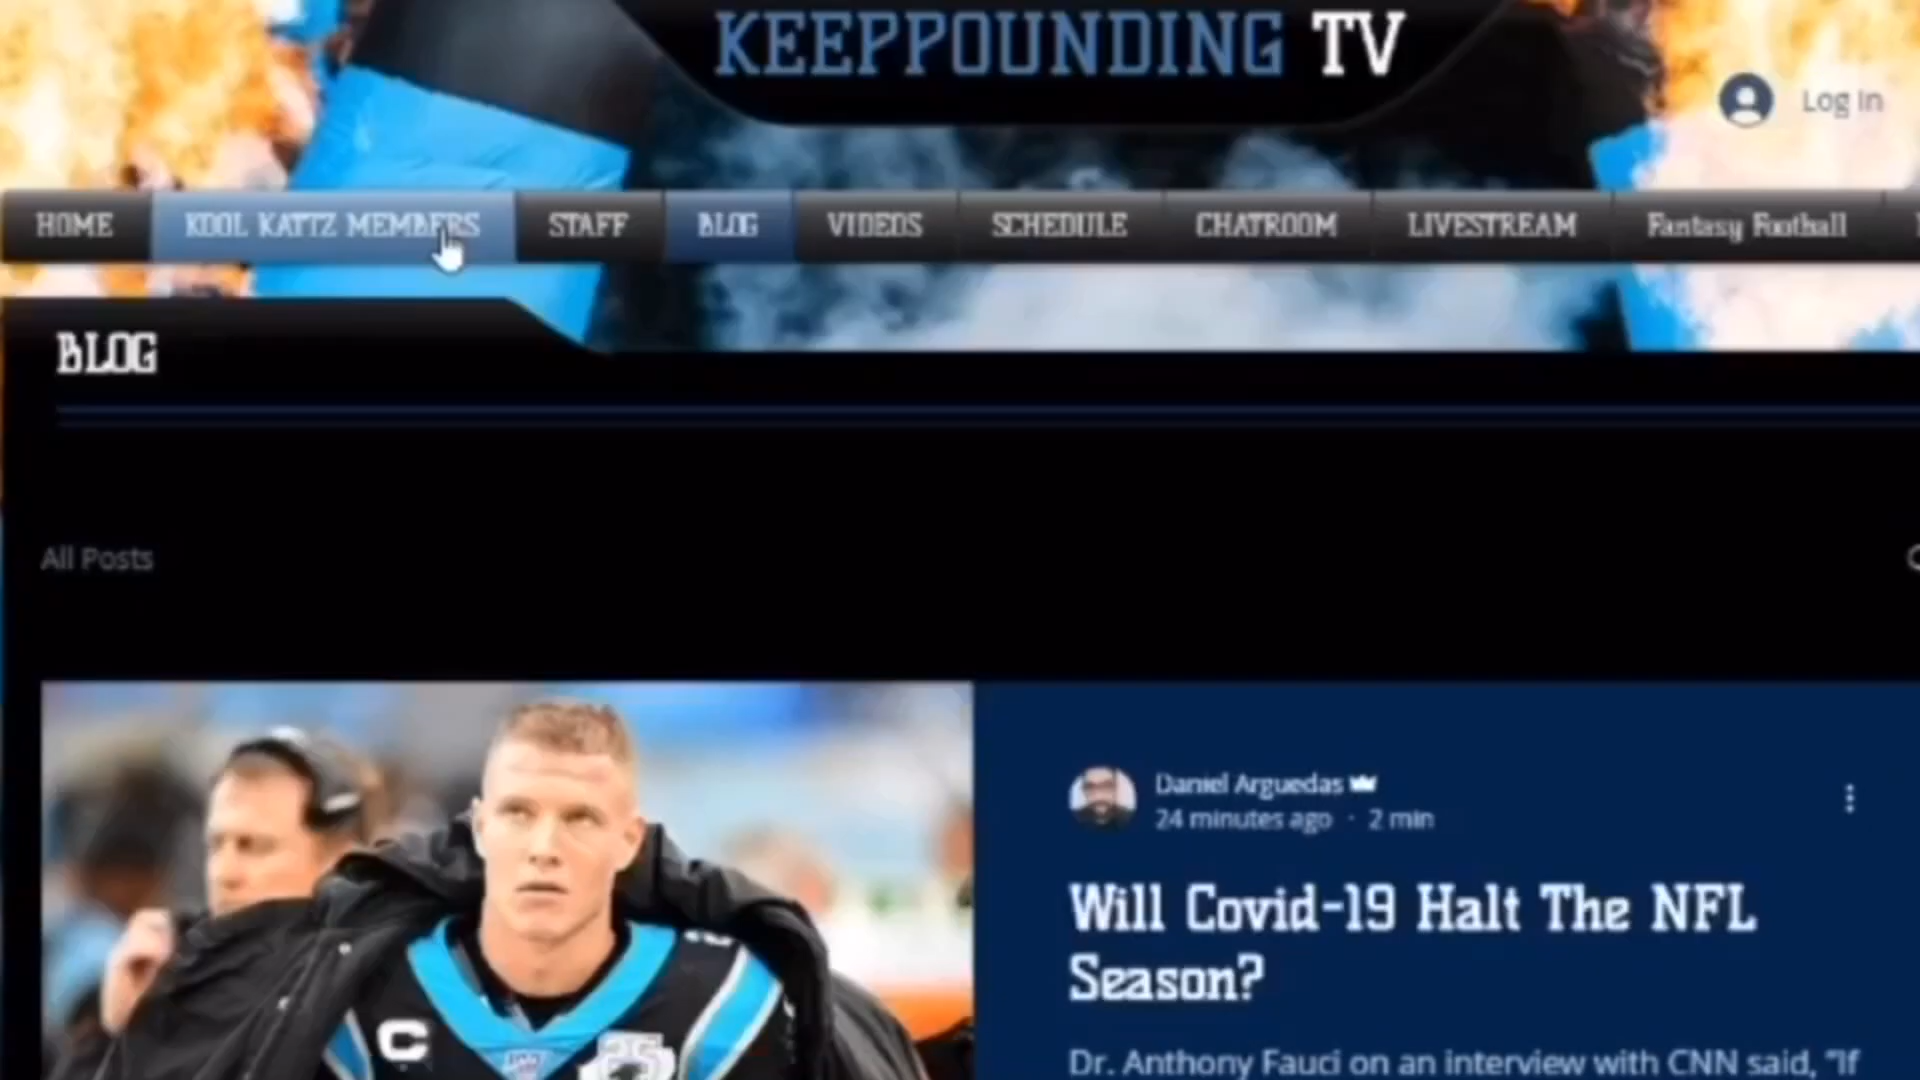 KEEPPOUNDING TV
Log In
HOME
KOOL KATTZ MEMBERS
STAFF
BLOG
VIDEOS
SCHEDULE
CHATROOM
LIVESTREAM
Fantasy Football
BLOG
All Posts
Daniel Arguedas
24 minutes ago · 2 min
Will Covid-19 Halt The NFL
Season?
Dr. Anthony Fauci on an interview with CNN said, “If
C